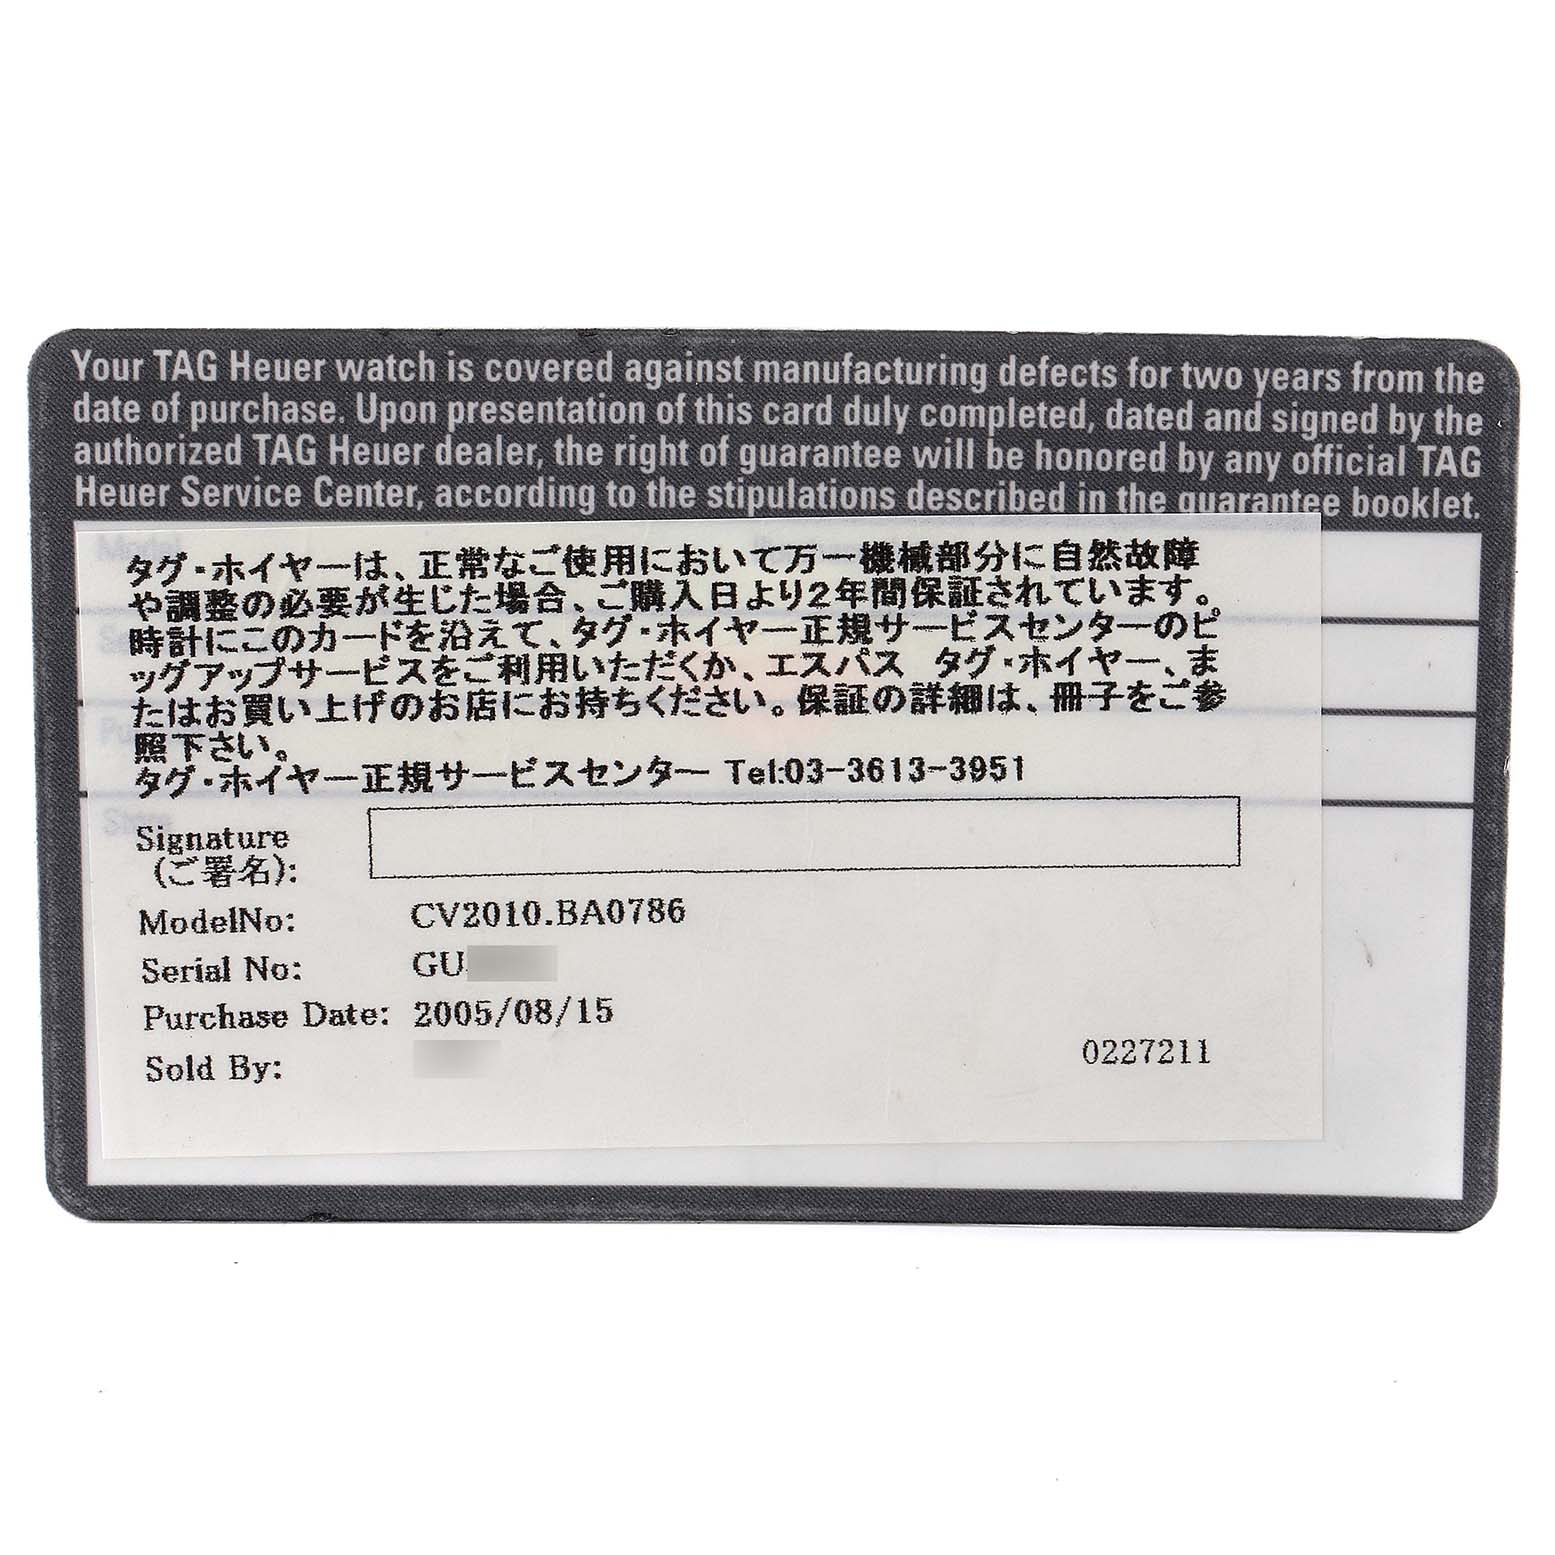 Your TAG Heuer watch is covered against manufacturing defects for two years from the
date of purchase. Upon presentation of this card duly completed, dated and signed by the
authorized TAG Heuer dealer, the right of guarantee will be honored by any official TAG
Heuer Service Center, according to the stipulations described in the guarantee booklet.
タグ・ホイヤーは、正常なご使用において万一機械部分に自然故障
や調整の必要が生じた場合、ご購入日より2年間保証されています。
時計にこのカードを沿えて、タグ・ホイヤー正規サービスセンターのピ
ッグアップサービスをご利用いただくか、エスパス タグ・ホイヤー、ま
たはお買い上げのお店にお持ちください。保証の詳細は、冊子をご参
照下さい。
タグ・ホイヤー正規サービスセンター Tel:03-3613-3951
Signature
(ご署名):
ModelNo: CV2010.BA0786
Serial No: GU
Purchase Date: 2005/08/15
Sold By:
0227211